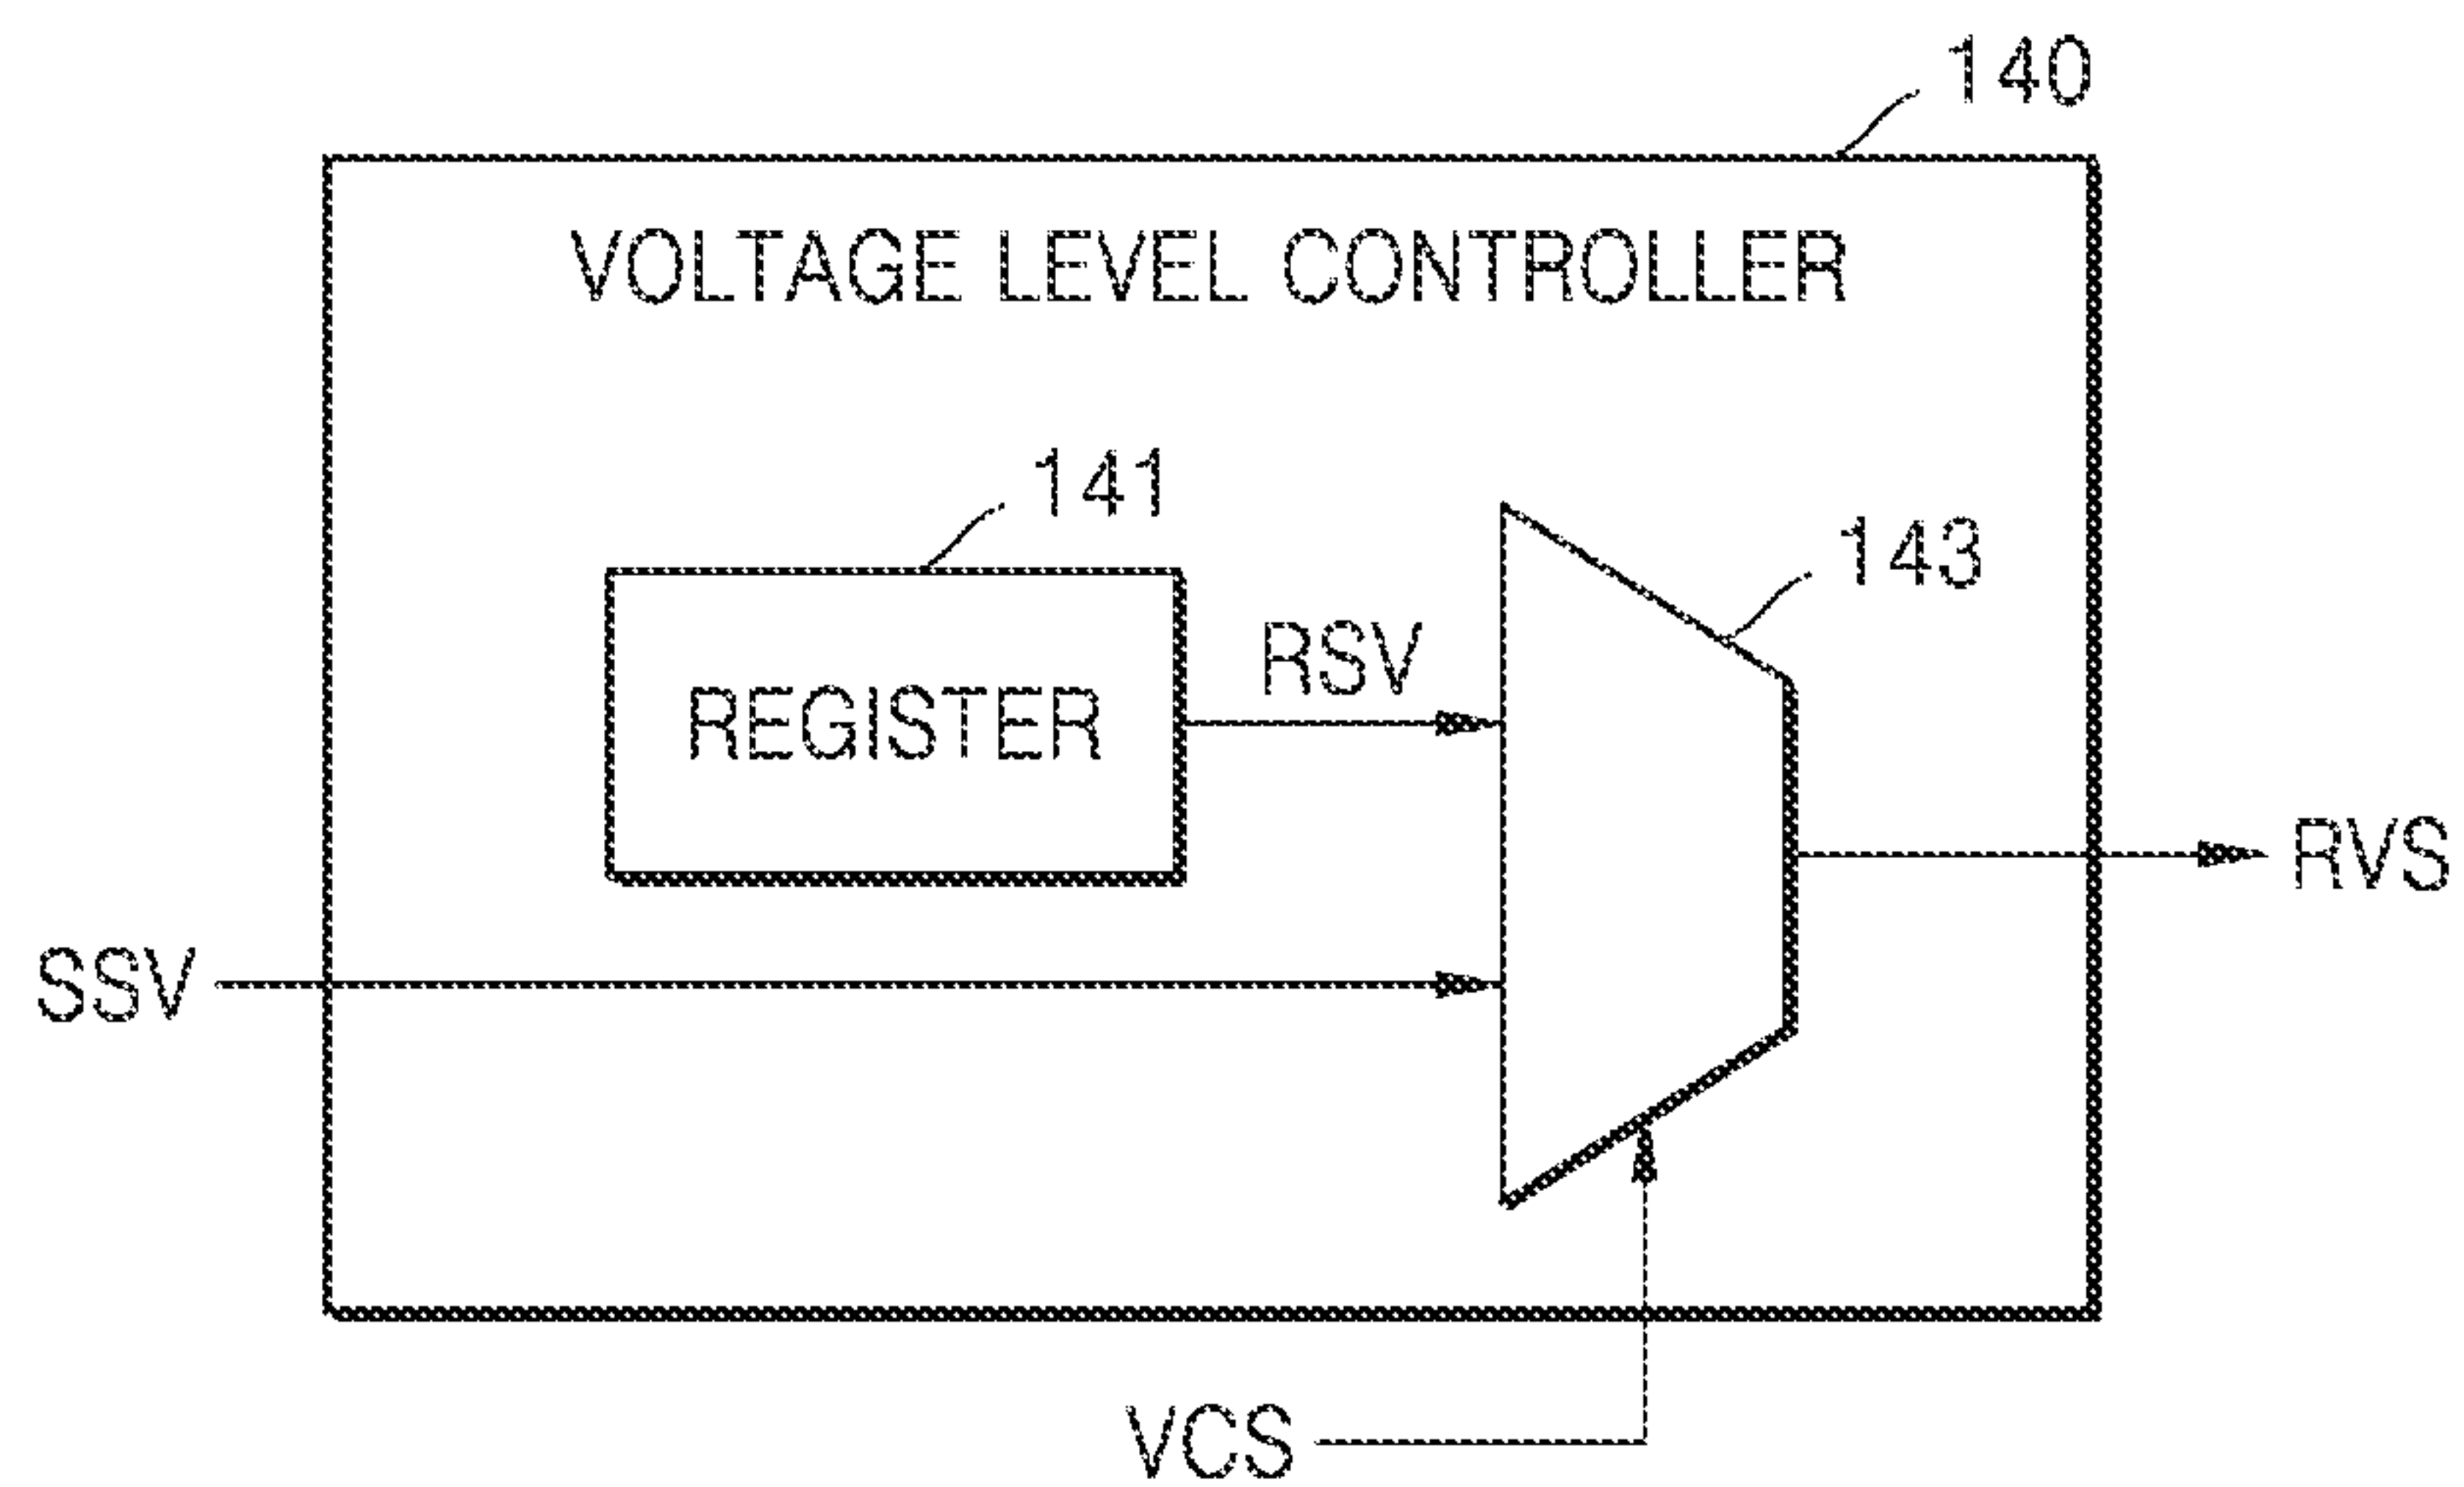 140
VOLTAGE LEVEL CONTROLLER
141
143
RSV
REGISTER
RVS
SSV
VCS